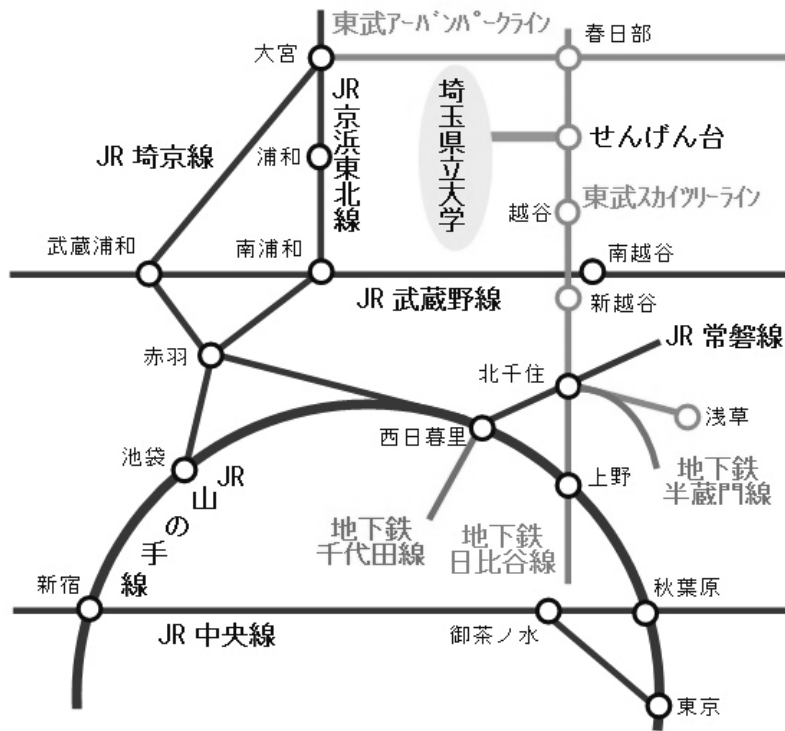 東武アーバンパークライン
春日部
大宮
JR京浜東北線
埼玉県立大学
せんげん台
JR 埼京線
浦和
越谷
東武スカイツリーライン
武蔵浦和
南浦和
南越谷
JR 武蔵野線
新越谷
JR 常磐線
赤羽
北千住
浅草
西日暮里
池袋
上野
地下鉄
半蔵門線
JR山の手線
地下鉄
千代田線
地下鉄
日比谷線
新宿
秋葉原
JR 中央線
御茶ノ水
東京